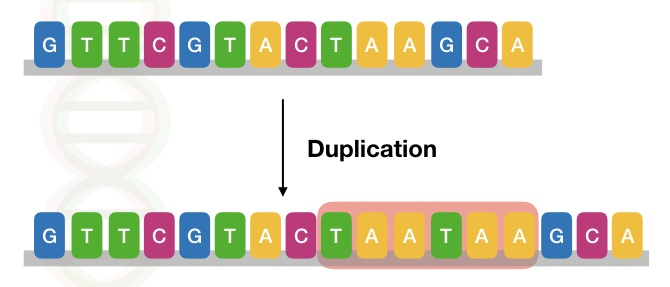 G T T C G T A C T A A G C A
Duplication
G T T C G T A C T A A T A A G C A